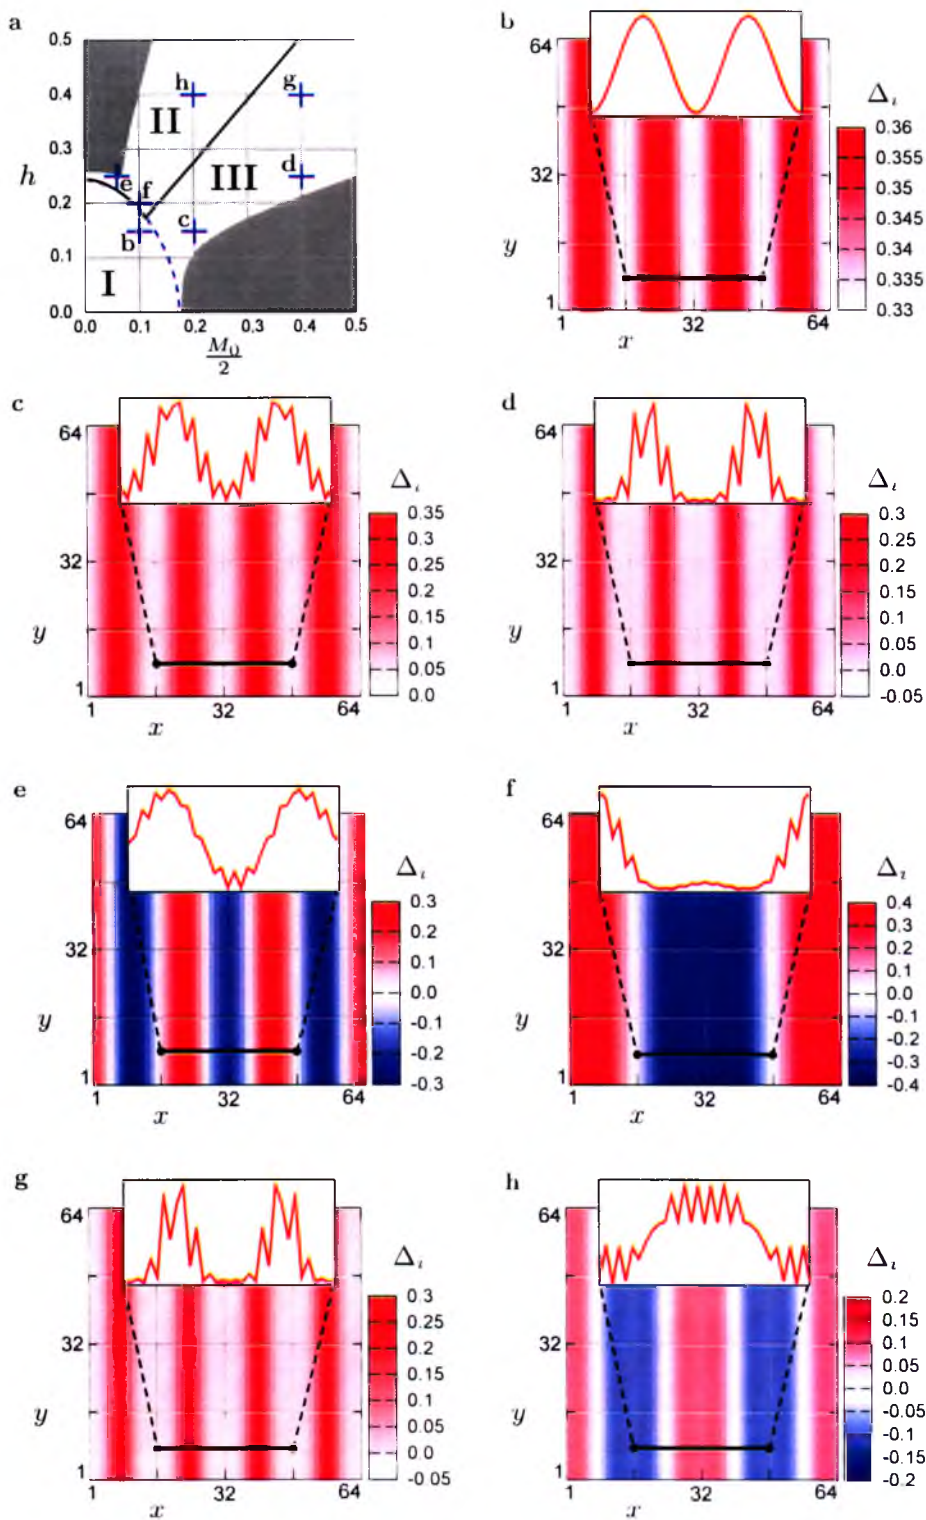 a
0.5
0.4
0.3
0.2
0.1
0.0
h
0.0 0.1 0.2 0.3 0.4 0.5
M₀
2
I
II
III
b
c
d
e
f
g
h
b
64
32
1
y
1 32 64
x
Δᵢ
0.36
0.355
0.35
0.345
0.34
0.335
0.33
c
64
32
1
y
1 32 64
x
Δᵢ
0.35
0.3
0.25
0.2
0.15
0.1
0.05
0.0
d
64
32
1
y
1 32 64
x
Δᵢ
0.3
0.25
0.2
0.15
0.1
0.05
0.0
-0.05
e
64
32
1
y
1 32 64
x
Δᵢ
0.3
0.2
0.1
0.0
-0.1
-0.2
-0.3
f
64
32
1
y
1 32 64
x
Δᵢ
0.4
0.3
0.2
0.1
0.0
-0.1
-0.2
-0.3
-0.4
g
64
32
1
y
1 32 64
x
Δᵢ
0.3
0.25
0.2
0.15
0.1
0.05
0.0
-0.05
h
64
32
1
y
1 32 64
x
Δᵢ
0.2
0.15
0.1
0.05
0.0
-0.05
-0.1
-0.15
-0.2